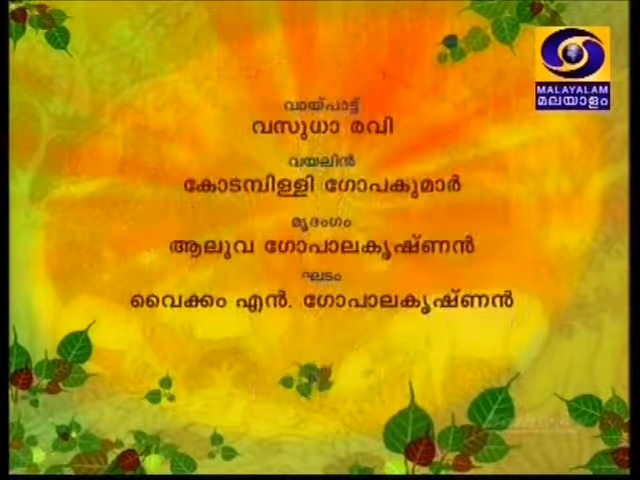 MALAYALAM
മലയാളം
വായ്പാട്ട്
വസുധാ രവി
വയലിൻ
കോടമ്പിള്ളി ഗോപകുമാർ
മൃദംഗം
ആലുവ ഗോപാലകൃഷ്ണൻ
ഘടം
വൈക്കം എൻ. ഗോപാലകൃഷ്ണൻ